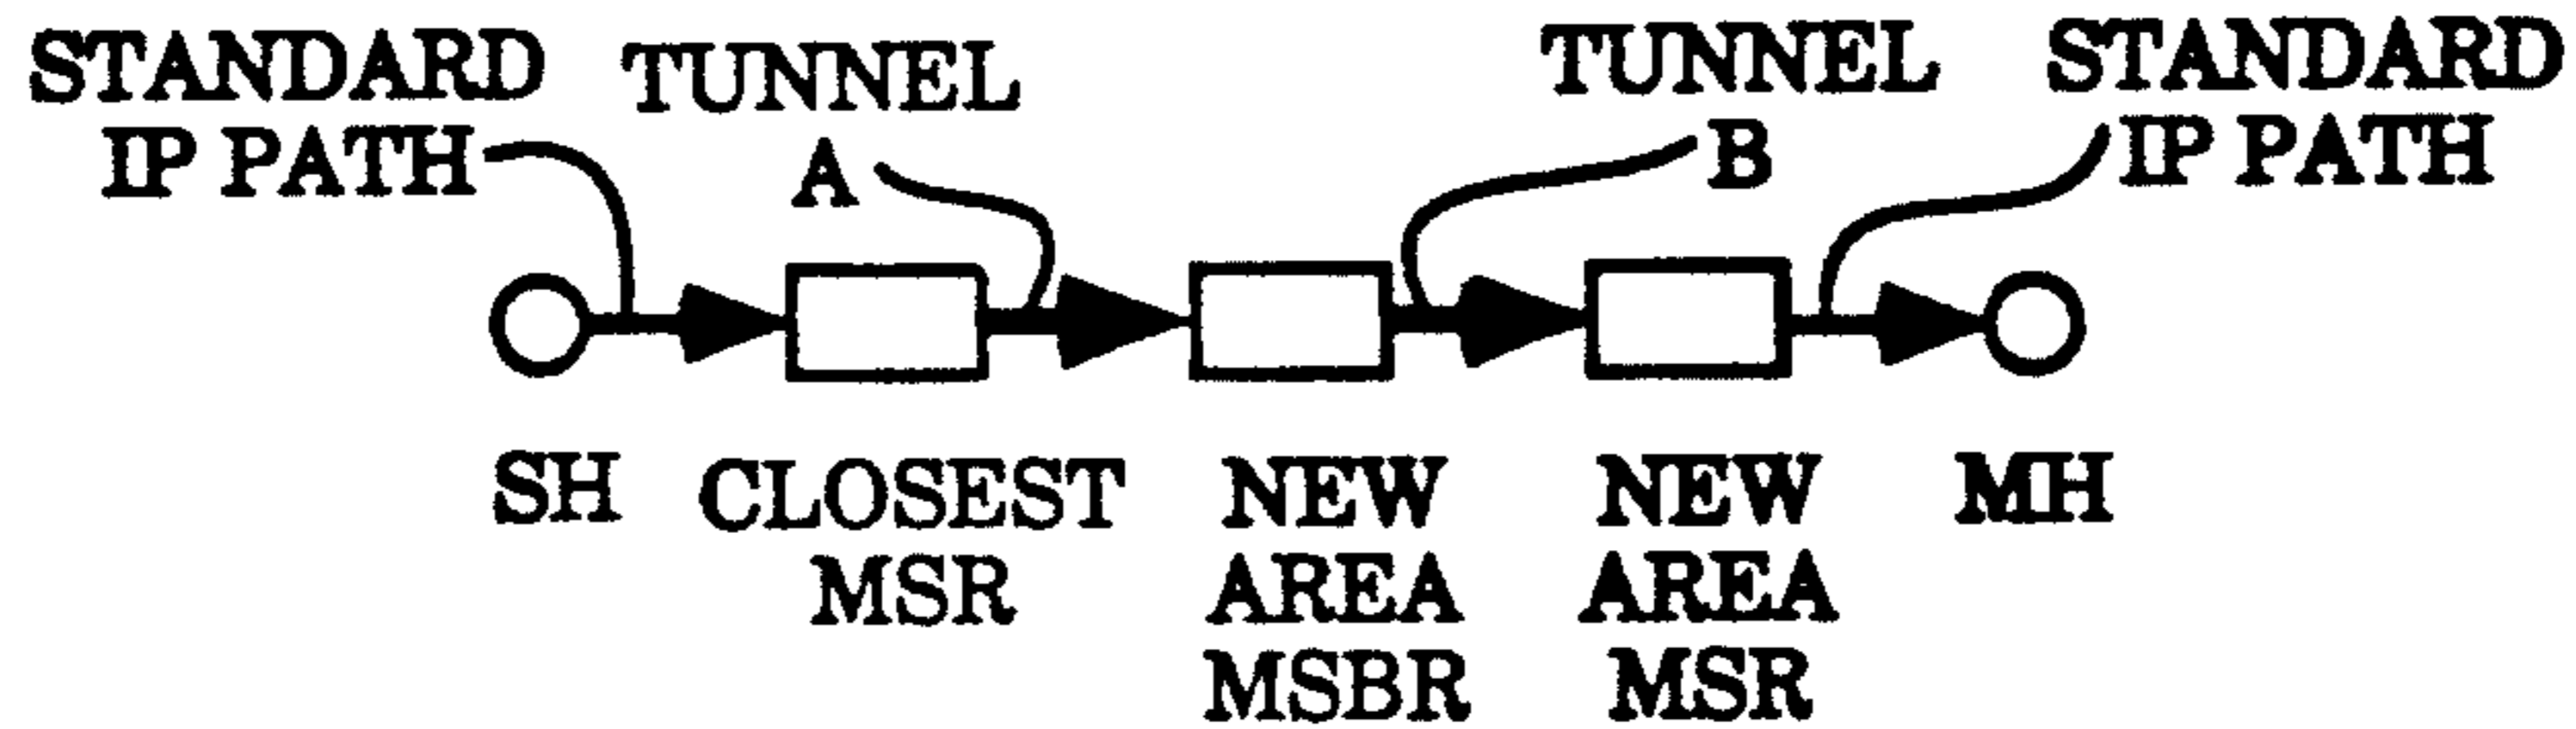 STANDARD
IP PATH
TUNNEL
A
TUNNEL
B
STANDARD
IP PATH
SH
CLOSEST
MSR
NEW
AREA
MSBR
NEW
AREA
MSR
MH